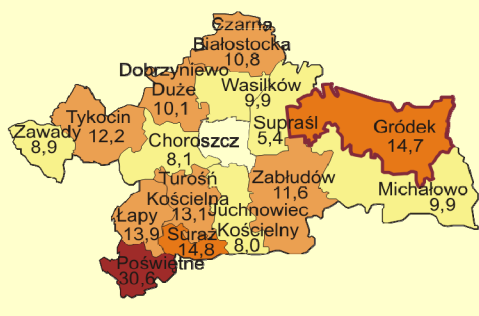 Czarna
Białostocka
10,8
Dobrzyniewo
Duże
10,1
Wasilków
9,9
Tykocin
12,2
Zawady
8,9
Choroszcz
8,1
Supraśl
5,4
Gródek
14,7
Michałowo
9,9
Zabłudów
11,6
Turośń
Kościelna
13,1
Juchnowiec
Kościelny
8,0
Łapy
13,9
Suraż
14,8
Poświętne
30,6